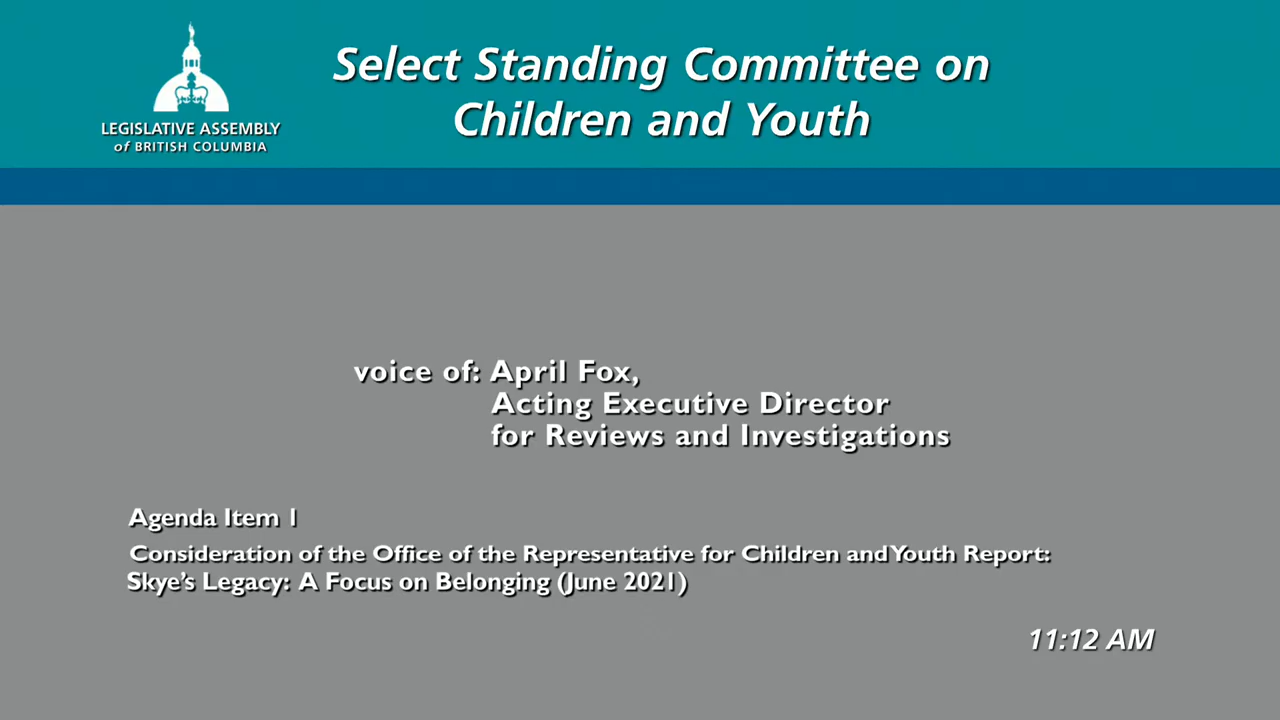 LEGISLATIVE ASSEMBLY
of BRITISH COLUMBIA
Select Standing Committee on
Children and Youth
voice of: April Fox,
Acting Executive Director
for Reviews and Investigations
Agenda Item 1
Consideration of the Office of the Representative for Children and Youth Report:
Skye's Legacy: A Focus on Belonging (June 2021)
11:12 AM